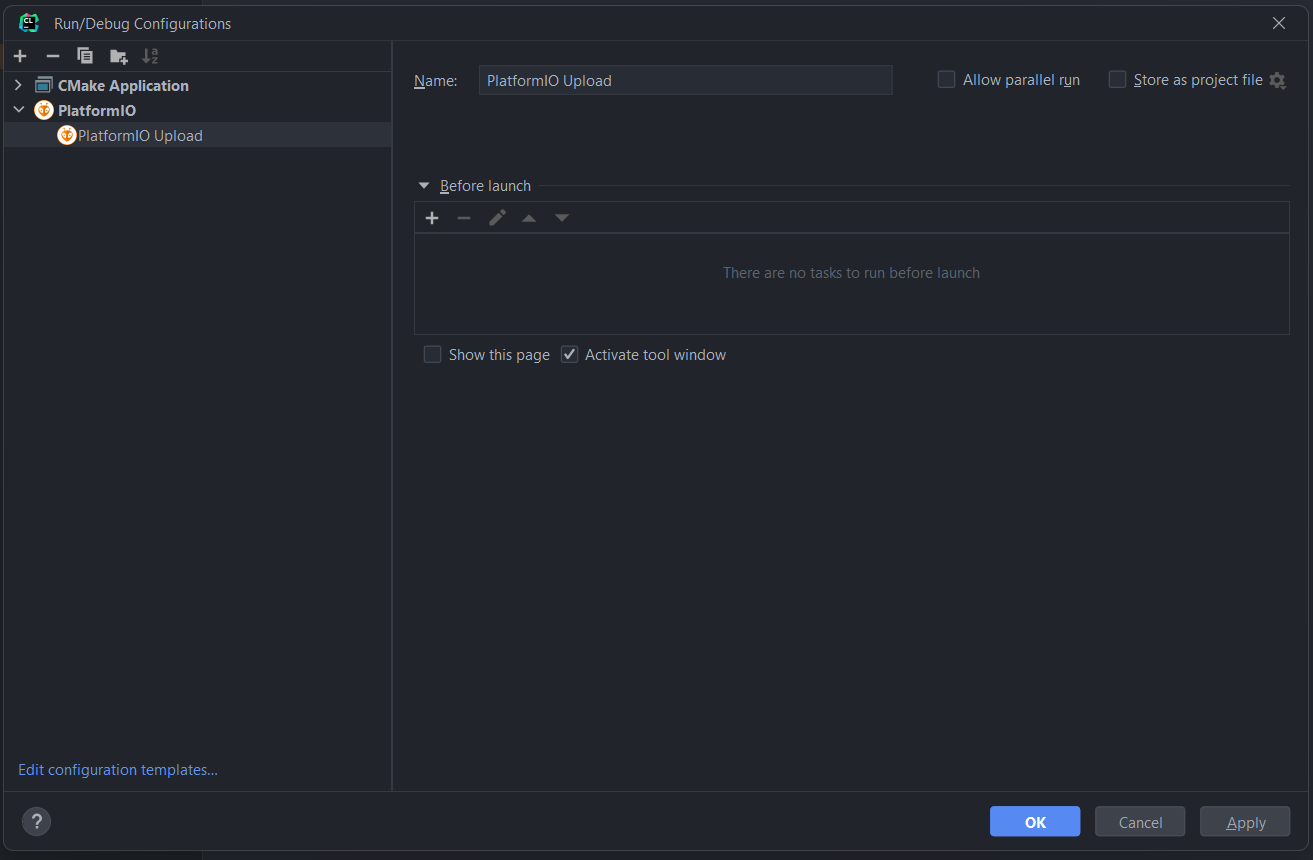 Run/Debug Configurations
CMake Application
PlatformIO
PlatformIO Upload
Edit configuration templates...
Name: PlatformIO Upload Allow parallel run Store as project file
Before launch
There are no tasks to run before launch
Show this page Activate tool window
? OK Cancel Apply